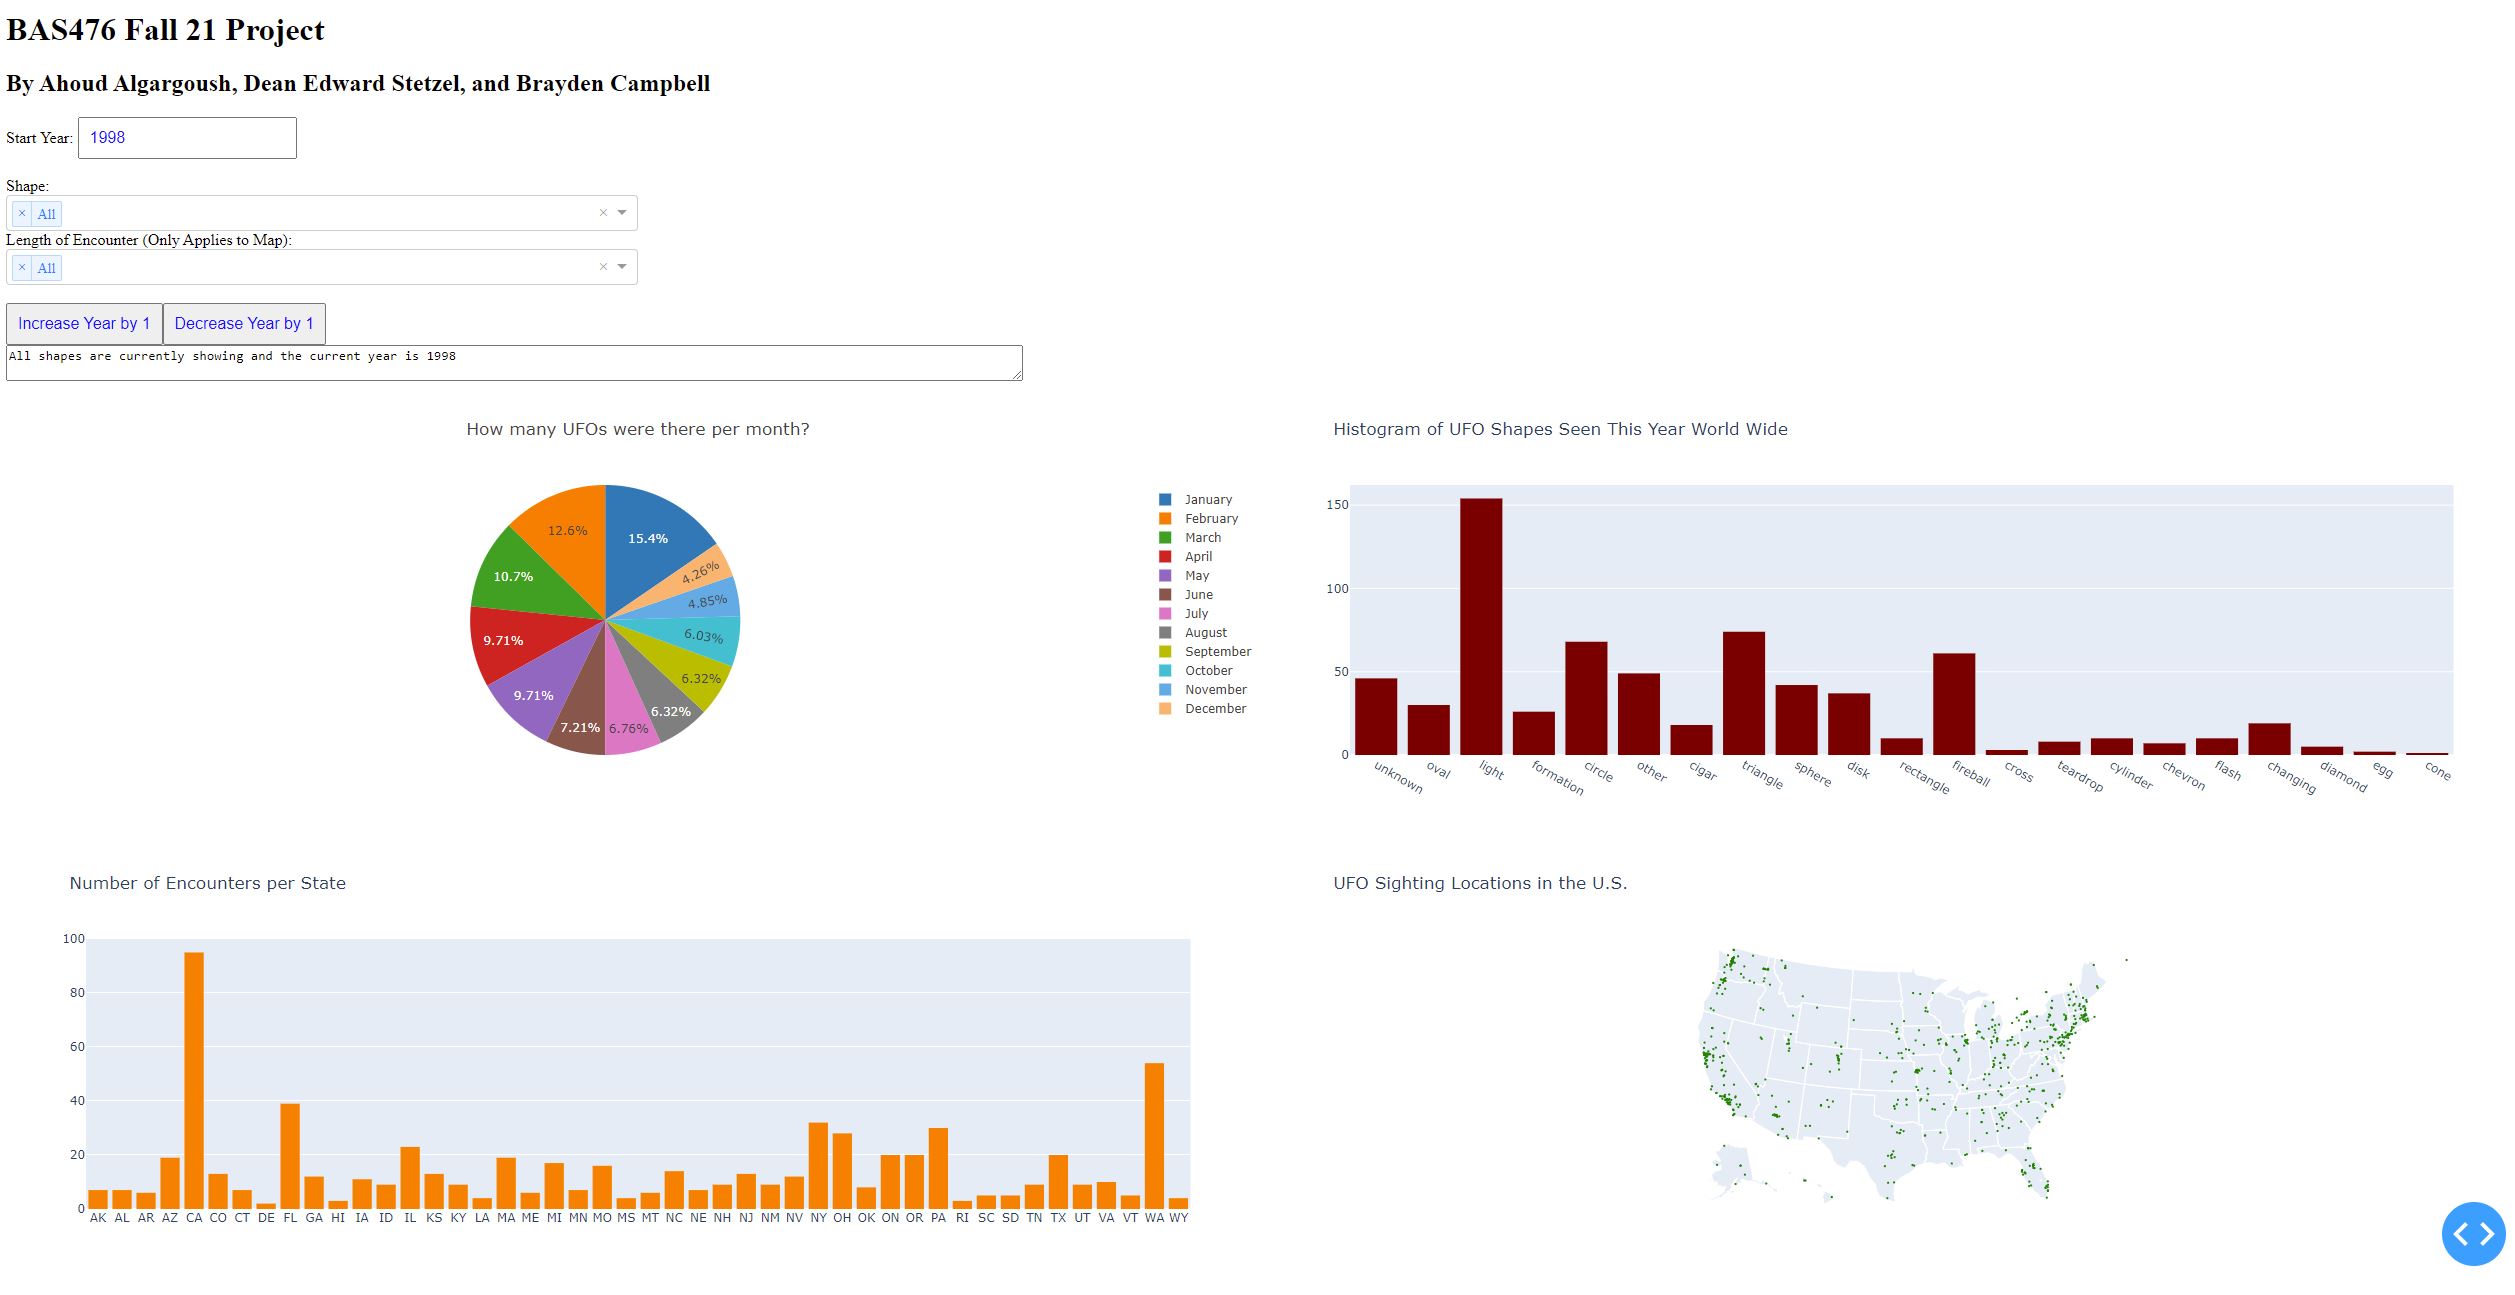 BAS476 Fall 21 Project
By Ahoud Algargoush, Dean Edward Stetzel, and Brayden Campbell
Start Year: 1998
Shape:
× All
Length of Encounter (Only Applies to Map):
× All
Increase Year by 1 Decrease Year by 1
All shapes are currently showing and the current year is 1998
How many UFOs were there per month?
15.4%
12.6%
10.7%
9.71%
9.71%
7.21%
6.76%
6.32%
6.32%
6.03%
4.85%
4.26%
January
February
March
April
May
June
July
August
September
October
November
December
Histogram of UFO Shapes Seen This Year World Wide
150
100
50
0
unknown oval light formation circle other cigar triangle sphere disk rectangle fireball cross teardrop cylinder chevron flash changing diamond egg cone
Number of Encounters per State
100
80
60
40
20
0
AK AL AR AZ CA CO CT DE FL GA HI IA ID IL KS KY LA MA ME MI MN MO MS MT NC NE NH NJ NM NV NY OH OK ON OR PA RI SC SD TN TX UT VA VT WA WY
UFO Sighting Locations in the U.S.